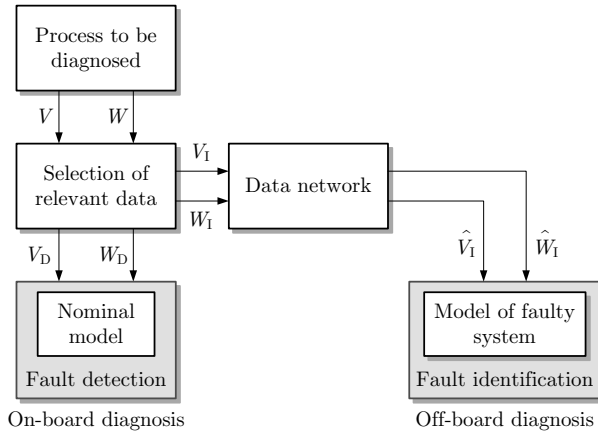 Process to be
diagnosed
V
W
Selection of
relevant data
V_I
W_I
Data network
V_D
W_D
V̂_I
Ŵ_I
Nominal
model
Fault detection
On-board diagnosis
Model of faulty
system
Fault identification
Off-board diagnosis